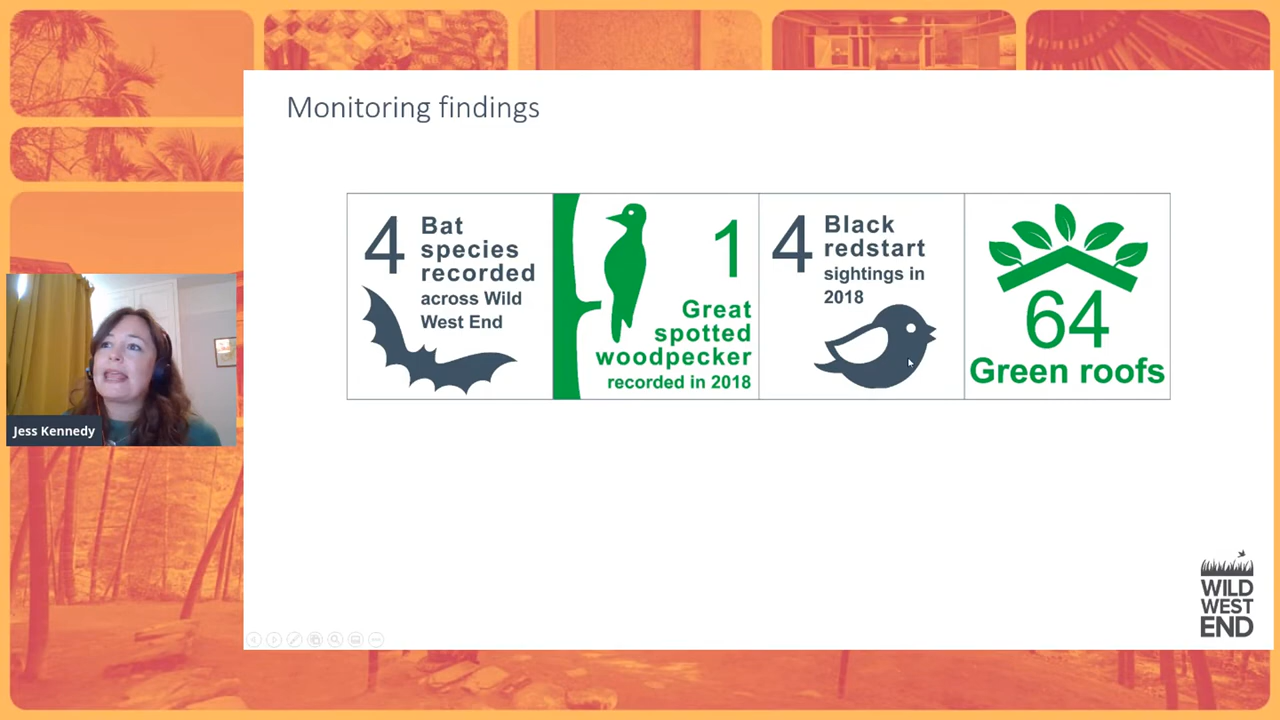 Monitoring findings
4
Bat
species
recorded
across Wild
West End
1
Great
spotted
woodpecker
recorded in 2018
4
Black
redstart
sightings in
2018
64
Green roofs
Jess Kennedy
WILD
WEST
END